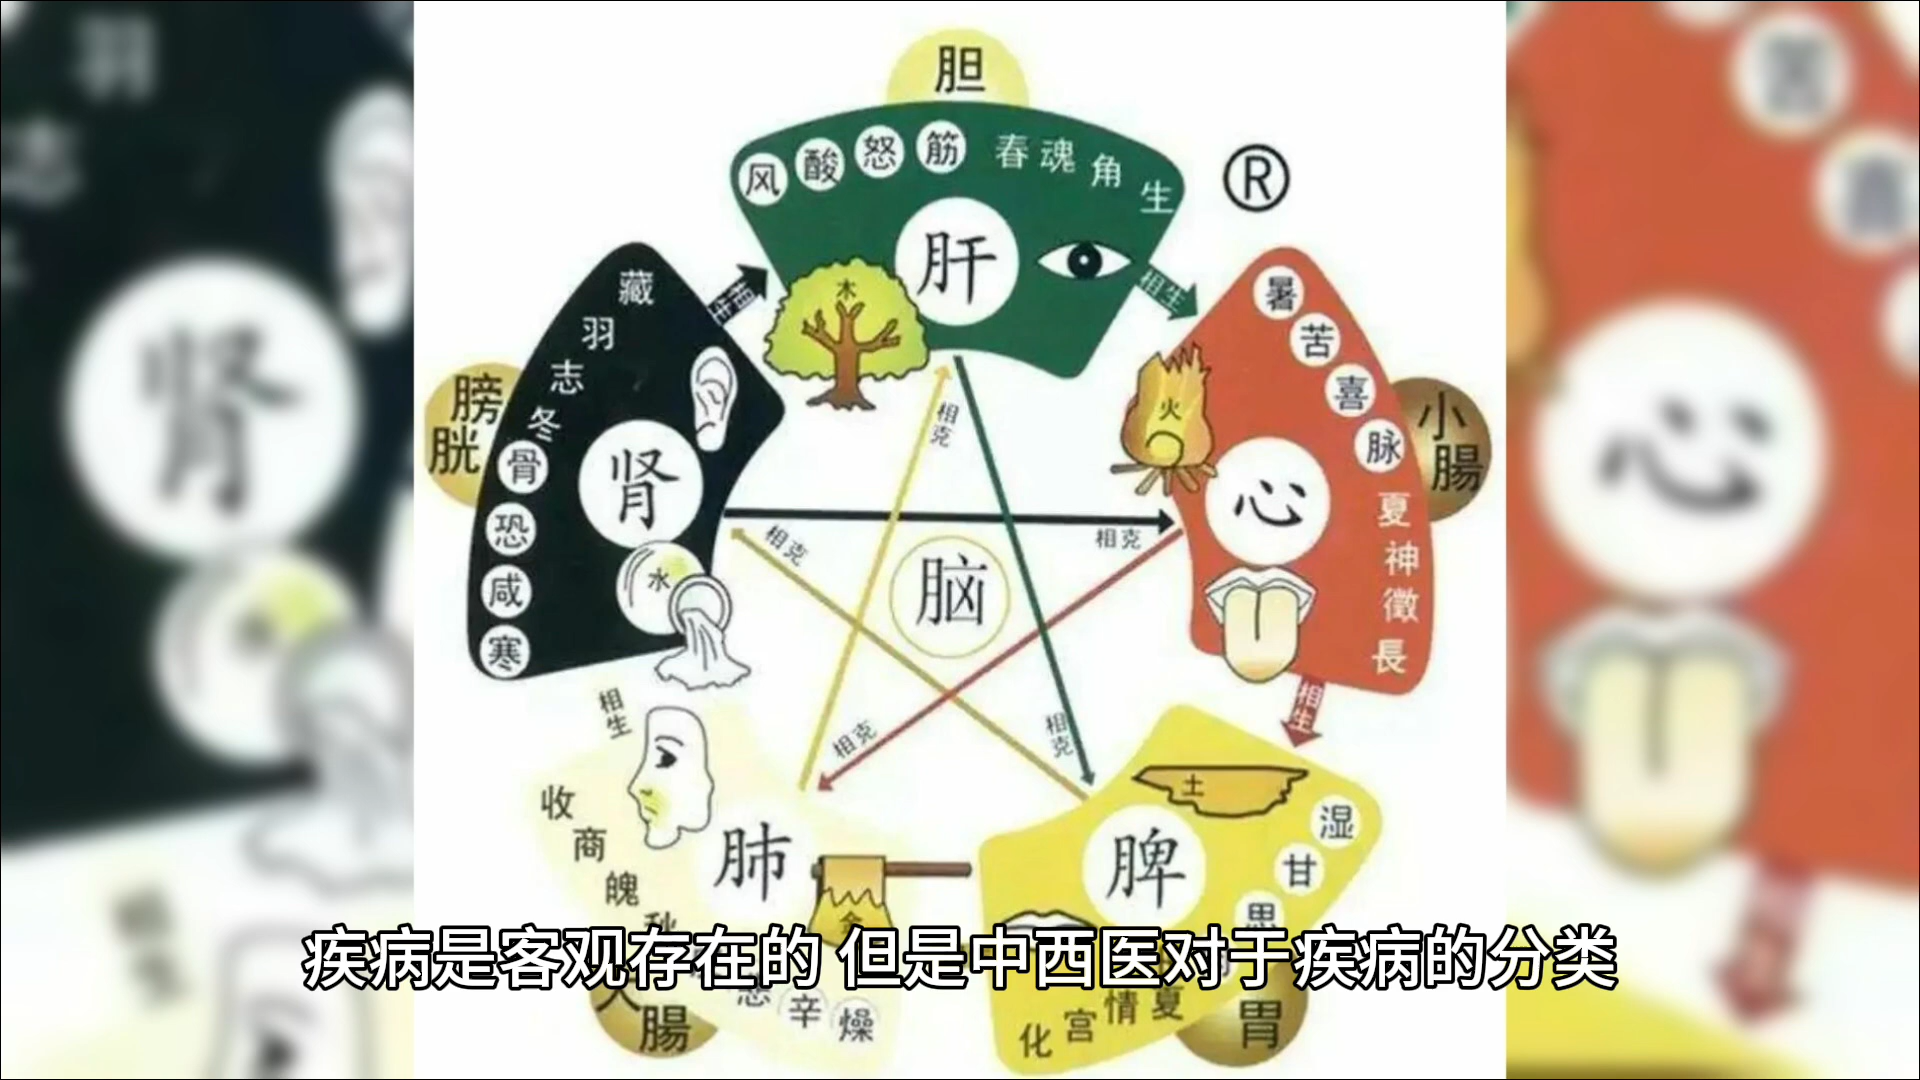 胆
风 酸 怒 筋 春 魂 角 生
®
肝
木
相生
相生
藏
羽
志
冬
骨
恐
咸
寒
膀
胱
肾
水
暑
苦
喜
脉
夏
神
徵
長
小
腸
火
心
相克
相克
相克
相克
相克
脑
相生
相生
收
商
魄
秋
悲
辛
燥
肺
金
大
腸
土
脾
湿
甘
思
夏
情
宫
化
胃
疾病是客观存在的 但是中西医对于疾病的分类